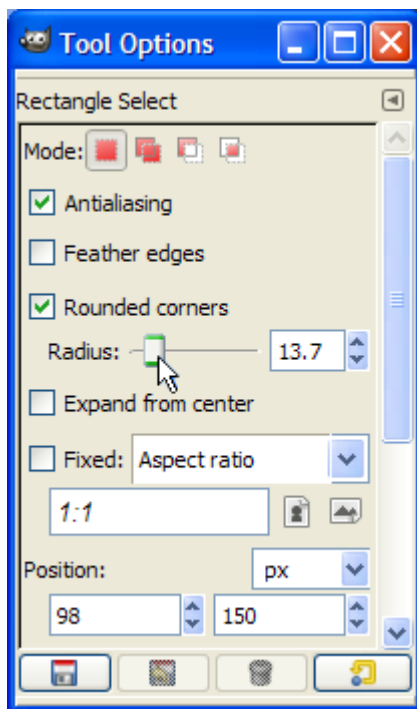 Tool Options
Rectangle Select
Mode:
Antialiasing
Feather edges
Rounded corners
Radius: 13.7
Expand from center
Fixed: Aspect ratio
1:1
Position: px
98 150